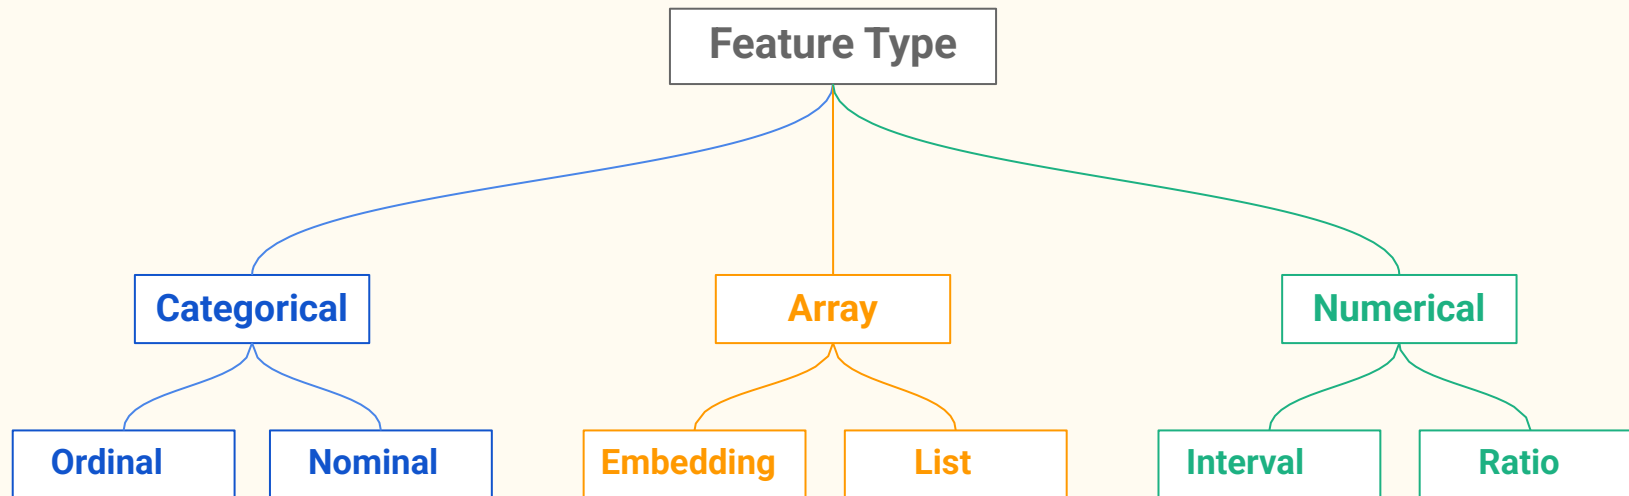 Feature Type
Categorical
Array
Numerical
Ordinal
Nominal
Embedding
List
Interval
Ratio